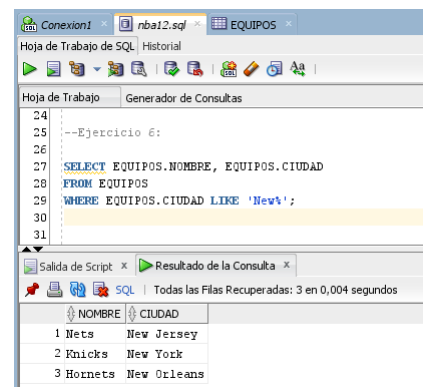 Conexion1 × nba12.sql × EQUIPOS ×
Hoja de Trabajo de SQL Historial
Hoja de Trabajo Generador de Consultas
24
25 --Ejercicio 6:
26
27 SELECT EQUIPOS.NOMBRE, EQUIPOS.CIUDAD
28 FROM EQUIPOS
29 WHERE EQUIPOS.CIUDAD LIKE 'New%';
30
31
Salida de Script × Resultado de la Consulta ×
SQL | Todas las Filas Recuperadas: 3 en 0,004 segundos
NOMBRE CIUDAD
1 Nets New Jersey
2 Knicks New York
3 Hornets New Orleans